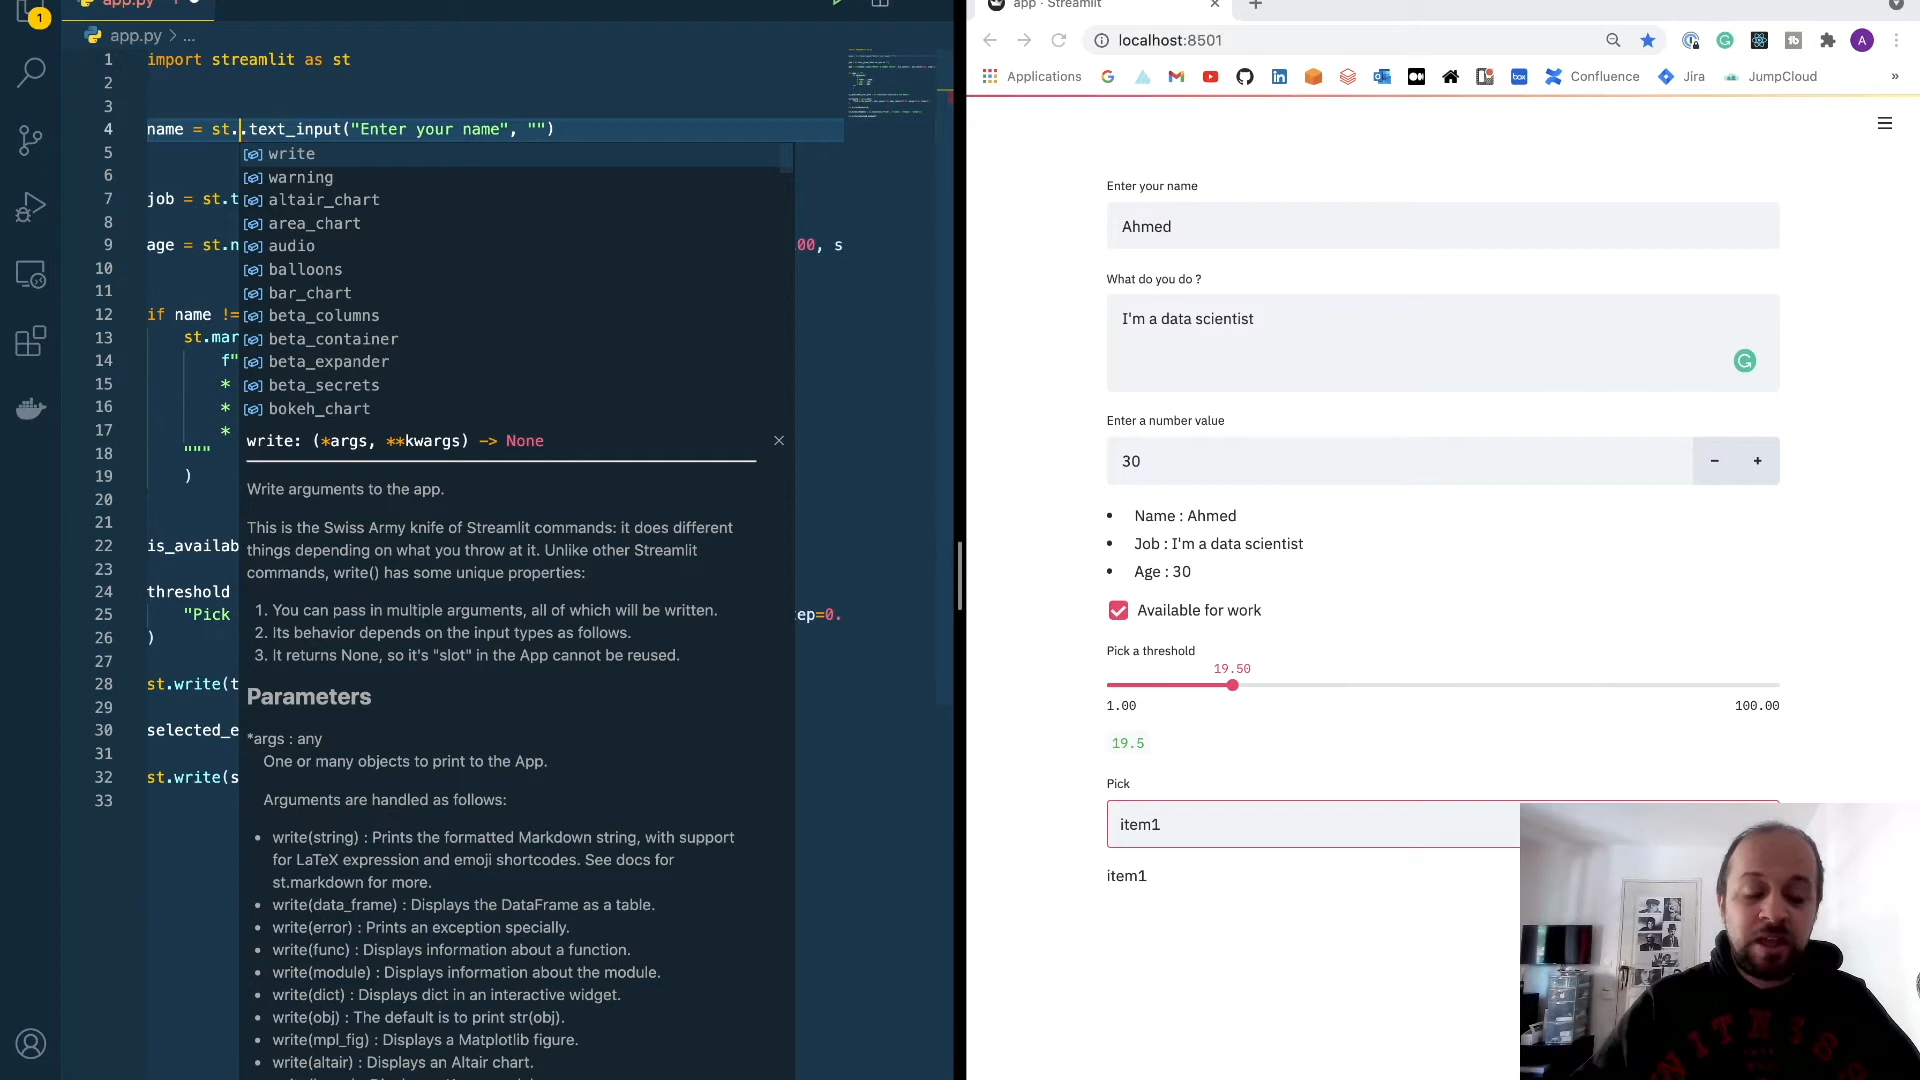 1
app.py
app.py > ...
1 import streamlit as st
2
3
4 name = st..text_input("Enter your name", "")
5
6
7 job = st.t
8
9 age = st.n 00, s
10
11
12 if name !=
13 st.mar
14 f"
15 *
16 *
17 *
18 """
19 )
20
21
22 is_availab
23
24 threshold
25 "Pick ep=0.
26 )
27
28 st.write(t
29
30 selected_e
31
32 st.write(s
33
write
warning
altair_chart
area_chart
audio
balloons
bar_chart
beta_columns
beta_container
beta_expander
beta_secrets
bokeh_chart
write: (*args, **kwargs) -> None
Write arguments to the app.
This is the Swiss Army knife of Streamlit commands: it does different
things depending on what you throw at it. Unlike other Streamlit
commands, write() has some unique properties:
1. You can pass in multiple arguments, all of which will be written.
2. Its behavior depends on the input types as follows.
3. It returns None, so it's "slot" in the App cannot be reused.
Parameters
*args : any
One or many objects to print to the App.
Arguments are handled as follows:
• write(string) : Prints the formatted Markdown string, with support
for LaTeX expression and emoji shortcodes. See docs for
st.markdown for more.
• write(data_frame) : Displays the DataFrame as a table.
• write(error) : Prints an exception specially.
• write(func) : Displays information about a function.
• write(module) : Displays information about the module.
• write(dict) : Displays dict in an interactive widget.
• write(obj) : The default is to print str(obj).
• write(mpl_fig) : Displays a Matplotlib figure.
• write(altair) : Displays an Altair chart.
app · Streamlit
localhost:8501
A
Applications
box
Confluence
Jira
JumpCloud
»
Enter your name
Ahmed
What do you do ?
I'm a data scientist
Enter a number value
30 - +
• Name : Ahmed
• Job : I'm a data scientist
• Age : 30
Available for work
Pick a threshold
19.50
1.00 100.00
19.5
Pick
item1
item1